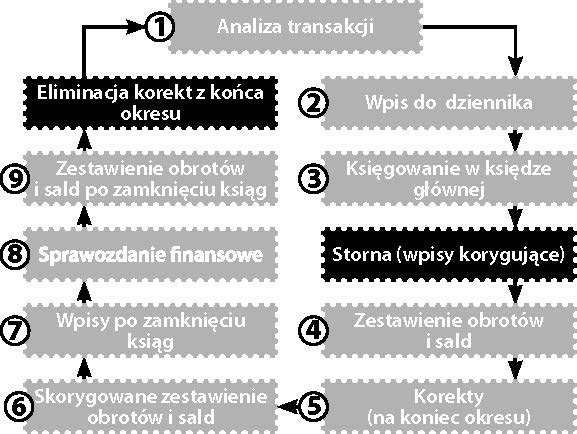 1 Analiza transakcji
2 Wpis do dziennika
3 Księgowanie w księdze
głównej
Storna (wpisy korygujące)
4 Zestawienie obrotów
i sald
5 Korekty
(na koniec okresu)
6 Skorygowane zestawienie
obrotów i sald
7 Wpisy po zamknięciu
ksiąg
8 Sprawozdanie finansowe
9 Zestawienie obrotów
i sald po zamknięciu ksiąg
Eliminacja korekt z końca
okresu